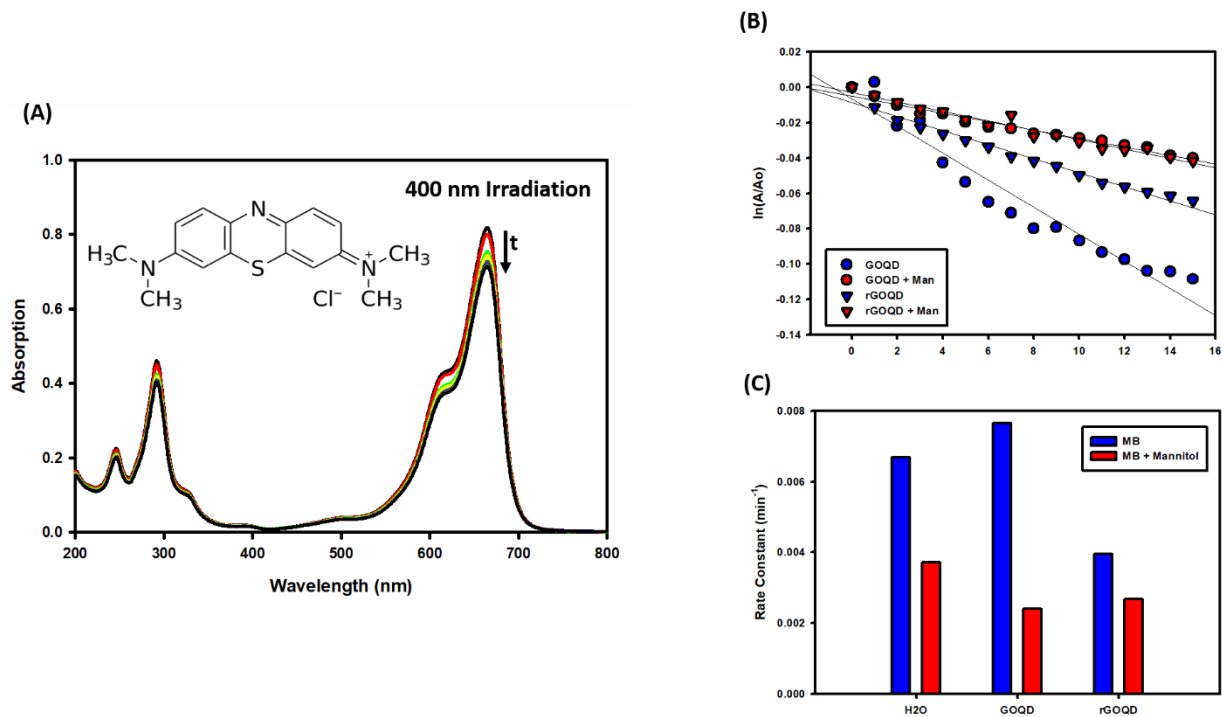 (A)
400 nm Irradiation
t
N
H3C
N
CH3
S
N
+
CH3
Cl–
CH3
1.0
0.8
0.6
0.4
0.2
0.0
Absorption
200 300 400 500 600 700 800
Wavelength (nm)
(B)
0.02
0.00
-0.02
-0.04
-0.06
-0.08
-0.10
-0.12
-0.14
ln(A/Ao)
GOQD
GOQD + Man
rGOQD
rGOQD + Man
0 2 4 6 8 10 12 14 16
(C)
0.008
0.006
0.004
0.002
0.000
Rate Constant (min-1)
MB
MB + Mannitol
H2O GOQD rGOQD